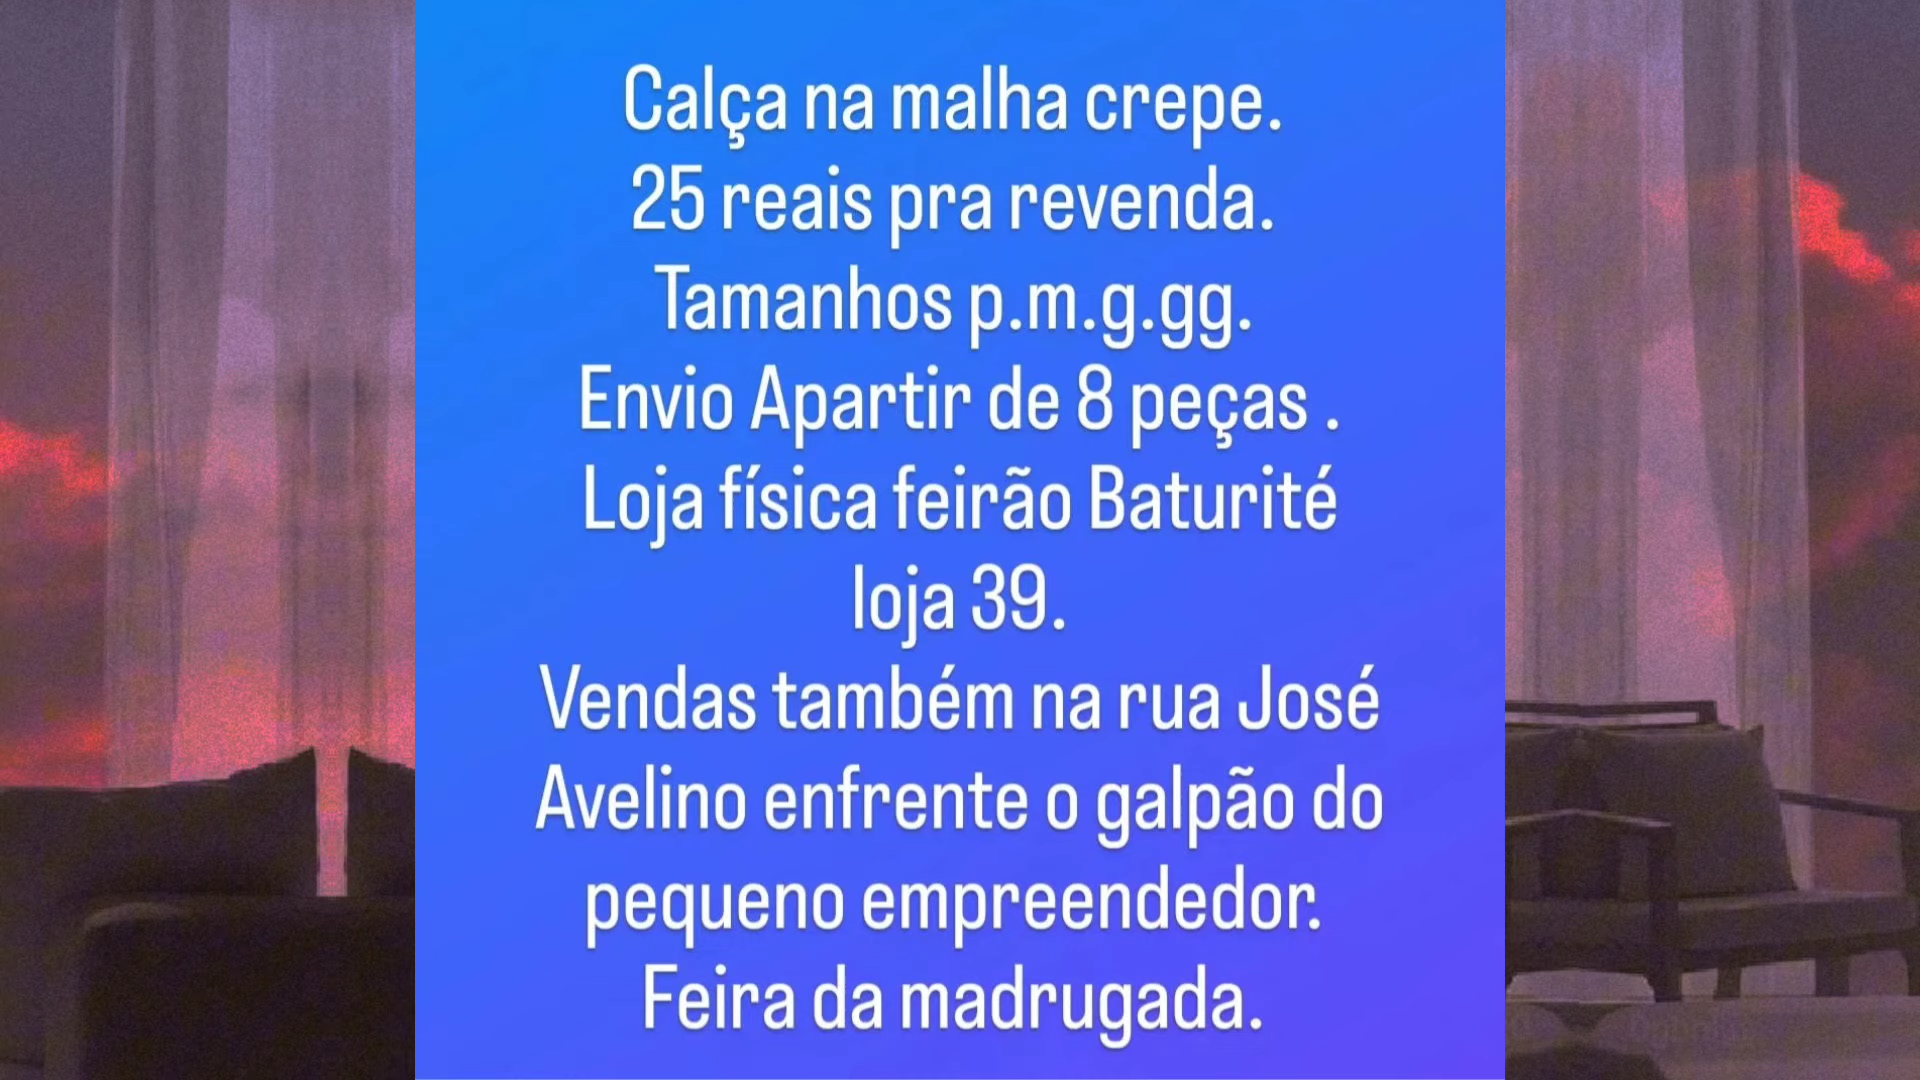 Calça na malha crepe.
25 reais pra revenda.
Tamanhos p.m.g.gg.
Envio Apartir de 8 peças .
Loja física feirão Baturité
loja 39.
Vendas também na rua José
Avelino enfrente o galpão do
pequeno empreendedor.
Feira da madrugada.